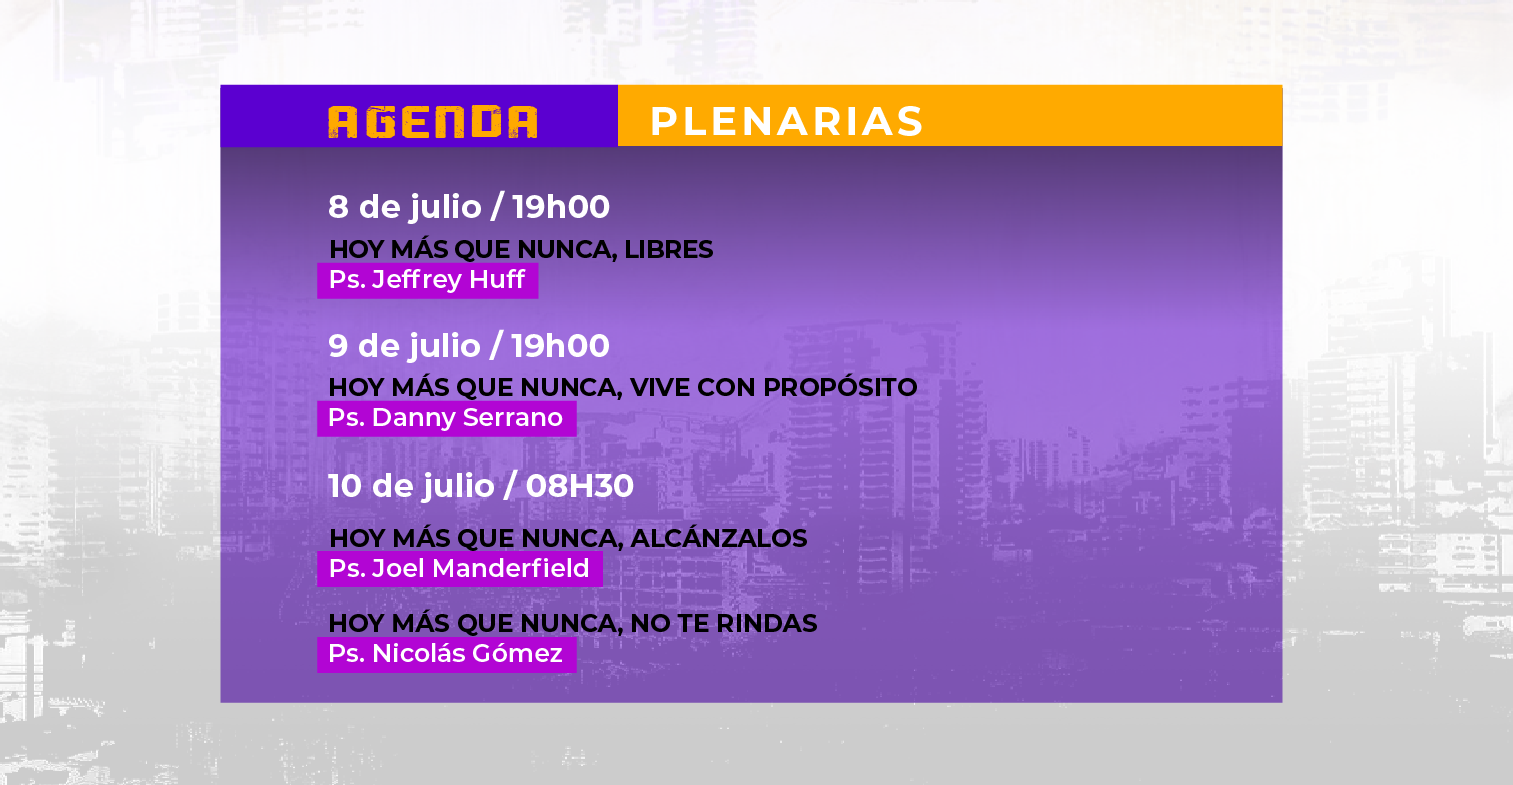 AGENDA PLENARIAS
8 de julio / 19h00
HOY MÁS QUE NUNCA, LIBRES
Ps. Jeffrey Huff
9 de julio / 19h00
HOY MÁS QUE NUNCA, VIVE CON PROPÓSITO
Ps. Danny Serrano
10 de julio / 08H30
HOY MÁS QUE NUNCA, ALCÁNZALOS
Ps. Joel Manderfield
HOY MÁS QUE NUNCA, NO TE RINDAS
Ps. Nicolás Gómez